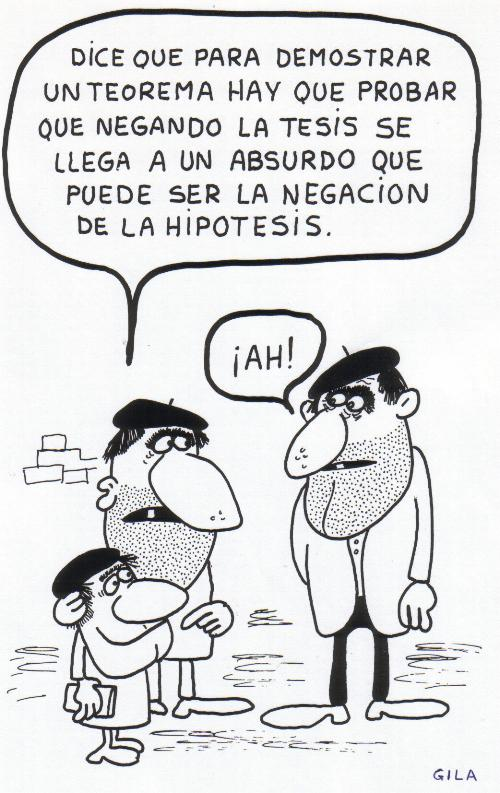 DICE QUE PARA DEMOSTRAR
UN TEOREMA HAY QUE PROBAR
QUE NEGANDO LA TESIS SE
LLEGA A UN ABSURDO QUE
PUEDE SER LA NEGACION
DE LA HIPOTESIS.
¡AH!
GILA